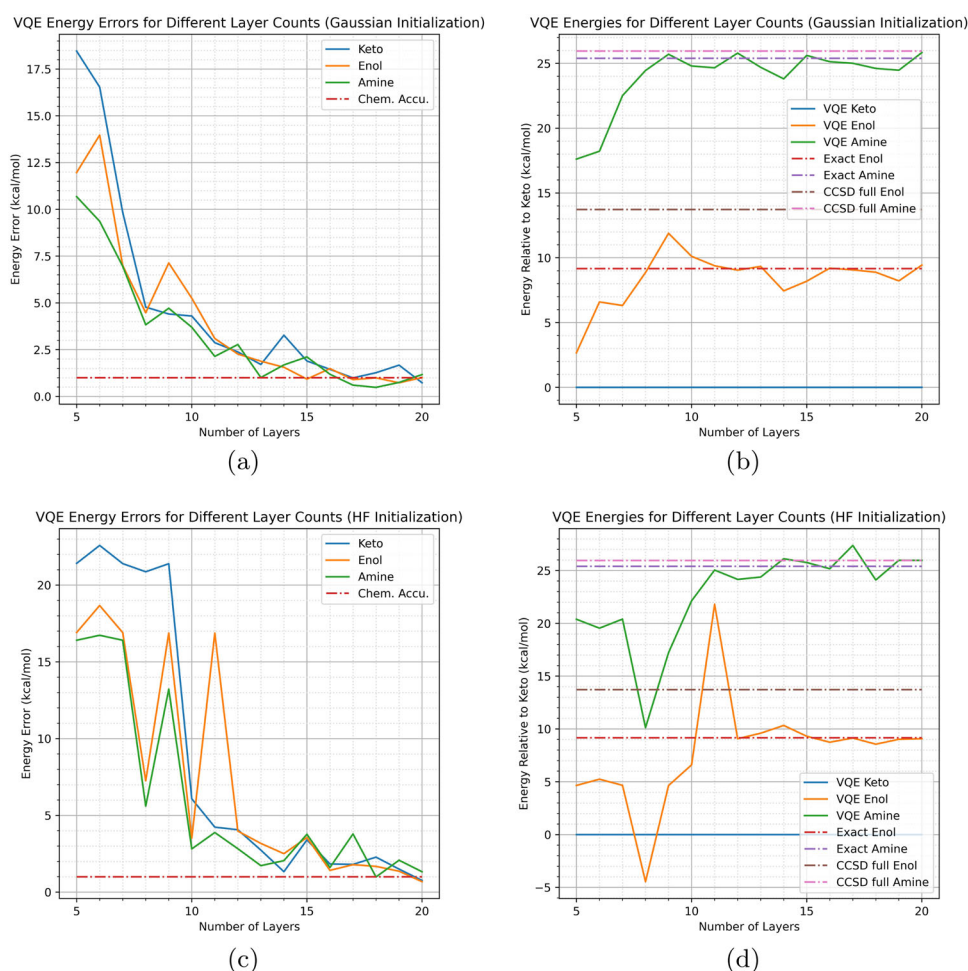 VQE Energy Errors for Different Layer Counts (Gaussian Initialization)
Energy Error (kcal/mol)
17.5
15.0
12.5
10.0
7.5
5.0
2.5
0.0
Keto
Enol
Amine
Chem. Accu.
5
10
15
20
Number of Layers
(a)
VQE Energies for Different Layer Counts (Gaussian Initialization)
Energy Relative to Keto (kcal/mol)
25
20
15
10
5
0
VQE Keto
VQE Enol
VQE Amine
Exact Enol
Exact Amine
CCSD full Enol
CCSD full Amine
5
10
15
20
Number of Layers
(b)
VQE Energy Errors for Different Layer Counts (HF Initialization)
Energy Error (kcal/mol)
20
15
10
5
0
Keto
Enol
Amine
Chem. Accu.
5
10
15
20
Number of Layers
(c)
VQE Energies for Different Layer Counts (HF Initialization)
Energy Relative to Keto (kcal/mol)
25
20
15
10
5
0
−5
VQE Keto
VQE Enol
VQE Amine
Exact Enol
Exact Amine
CCSD full Enol
CCSD full Amine
5
10
15
20
Number of Layers
(d)